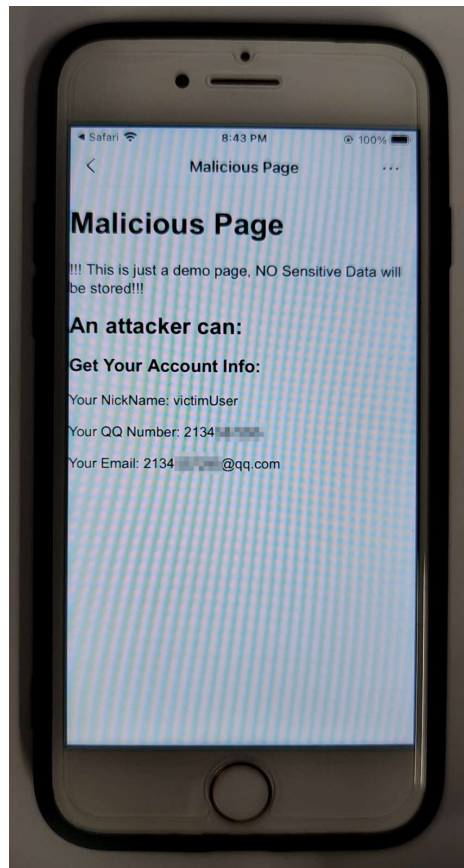 Safari 8:43 PM 100%
Malicious Page
Malicious Page
!!! This is just a demo page, NO Sensitive Data will
be stored!!!
An attacker can:
Get Your Account Info:
Your NickName: victimUser
Your QQ Number: 2134
Your Email: 2134 @qq.com